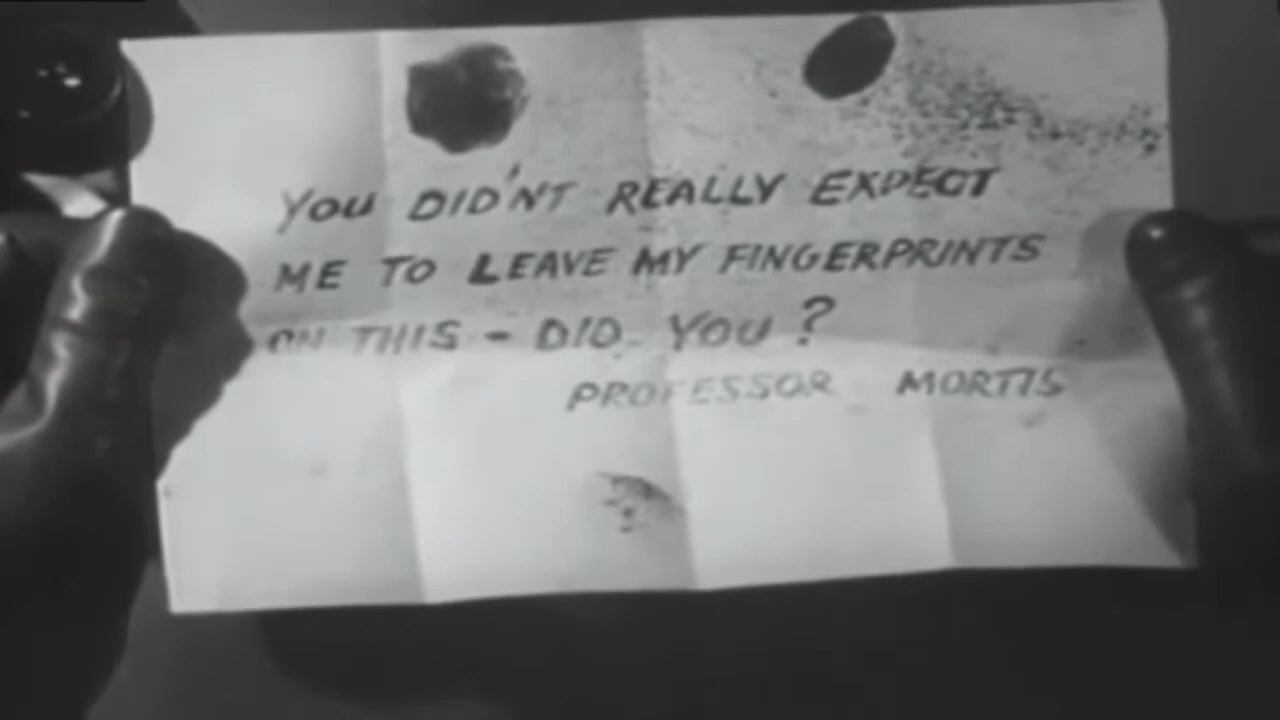 YOU DID'NT REALLY EXPECT
ME TO LEAVE MY FINGERPRINTS
ON THIS - DID YOU?
PROFESSOR MORTIS